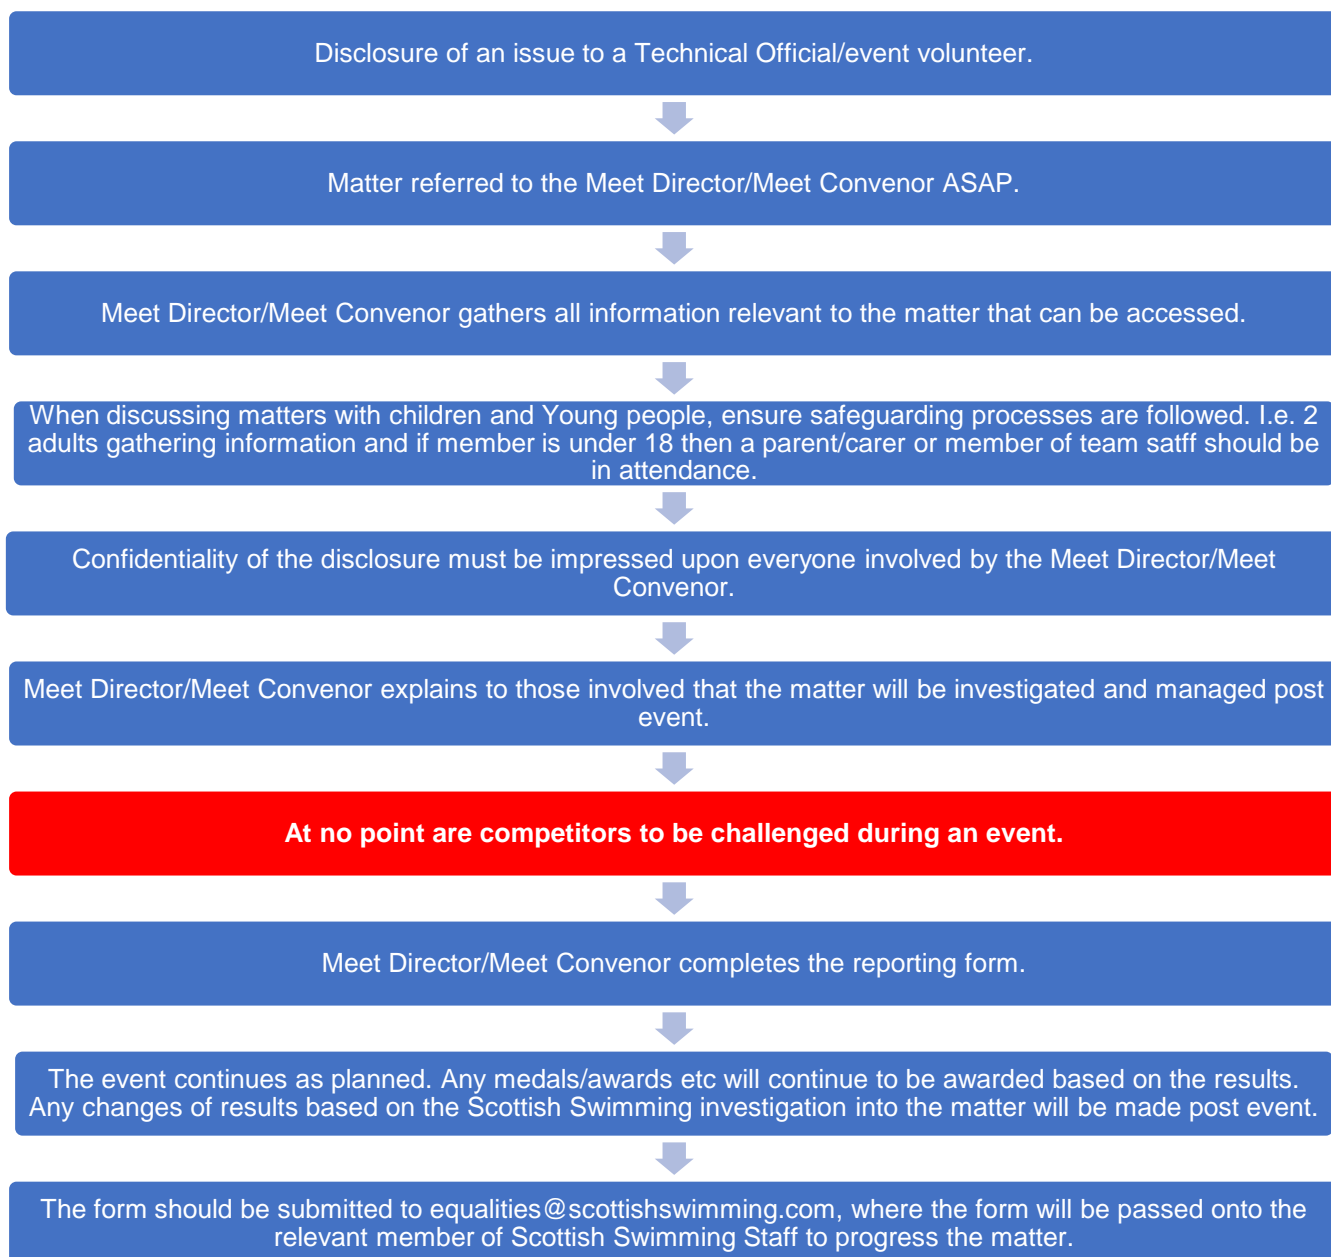 Disclosure of an issue to a Technical Official/event volunteer.
Matter referred to the Meet Director/Meet Convenor ASAP.
Meet Director/Meet Convenor gathers all information relevant to the matter that can be accessed.
When discussing matters with children and Young people, ensure safeguarding processes are followed. I.e. 2
adults gathering information and if member is under 18 then a parent/carer or member of team satff should be
in attendance.
Confidentiality of the disclosure must be impressed upon everyone involved by the Meet Director/Meet
Convenor.
Meet Director/Meet Convenor explains to those involved that the matter will be investigated and managed post
event.
At no point are competitors to be challenged during an event.
Meet Director/Meet Convenor completes the reporting form.
The event continues as planned. Any medals/awards etc will continue to be awarded based on the results.
Any changes of results based on the Scottish Swimming investigation into the matter will be made post event.
The form should be submitted to equalities@scottishswimming.com, where the form will be passed onto the
relevant member of Scottish Swimming Staff to progress the matter.